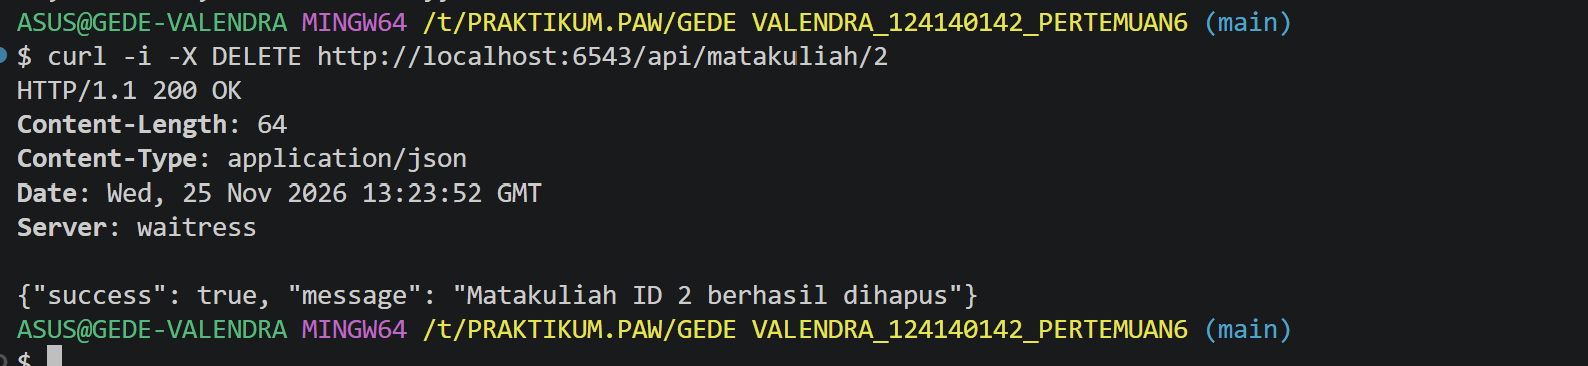 ASUS@GEDE-VALENDRA MINGW64 /t/PRAKTIKUM.PAW/GEDE VALENDRA_124140142_PERTEMUAN6 (main)
$ curl -i -X DELETE http://localhost:6543/api/matakuliah/2
HTTP/1.1 200 OK
Content-Length: 64
Content-Type: application/json
Date: Wed, 25 Nov 2026 13:23:52 GMT
Server: waitress
{"success": true, "message": "Matakuliah ID 2 berhasil dihapus"}
ASUS@GEDE-VALENDRA MINGW64 /t/PRAKTIKUM.PAW/GEDE VALENDRA_124140142_PERTEMUAN6 (main)
$